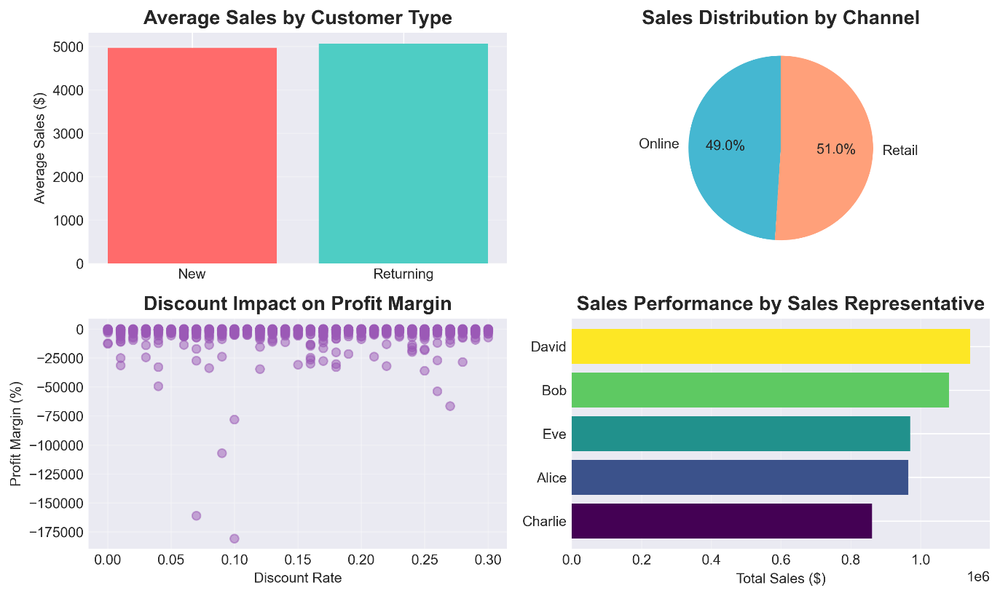 Average Sales by Customer Type
Average Sales ($)
5000
4000
3000
2000
1000
0
New Returning
Sales Distribution by Channel
Online 49.0% 51.0% Retail
Discount Impact on Profit Margin
Profit Margin (%)
0
−25000
−50000
−75000
−100000
−125000
−150000
−175000
0.00 0.05 0.10 0.15 0.20 0.25 0.30
Discount Rate
Sales Performance by Sales Representative
David
Bob
Eve
Alice
Charlie
0.0 0.2 0.4 0.6 0.8 1.0
1e6
Total Sales ($)